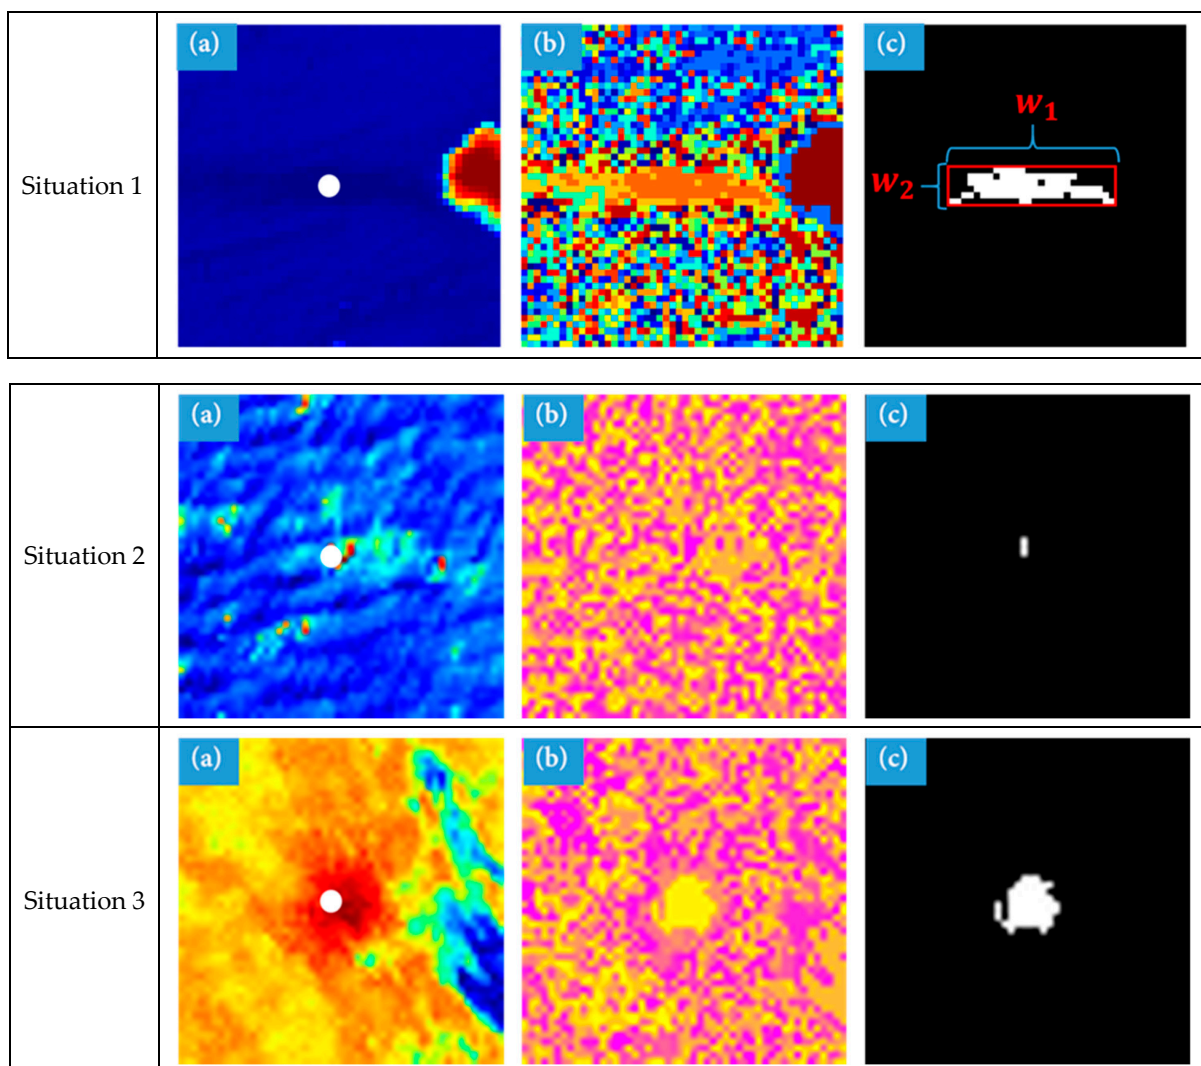 Situation 1
(a)
(b)
(c)
w₁
w₂
Situation 2
(a)
(b)
(c)
Situation 3
(a)
(b)
(c)